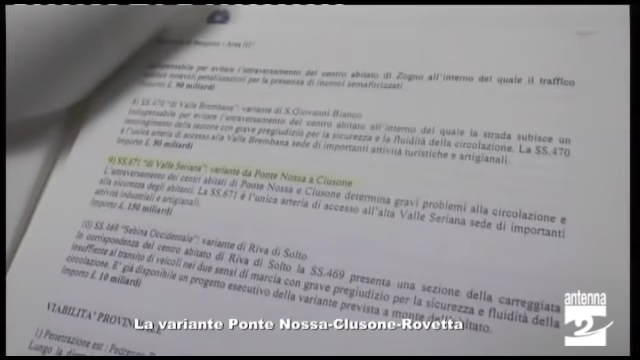 - Area III°
indispensabile per evitare l'attraversamento del centro abitato di Zogno all'interno del quale il traffico
notevoli penalizzazioni per la presenza di incroci semaforizzati
Importo £. 90 miliardi
8) SS.470 "di Valle Brembana": variante di S.Giovanni Bianco
Indispensabile per evitare l'attraversamento del centro abitato all'interno del quale la strada subisce un
restringimento della sezione con grave pregiudizio per la sicurezza e la fluidità della circolazione. La SS.470
è l'unica arteria di accesso alla Valle Brembana sede di importanti attività turistiche e artigianali.
Importo £. 80 miliardi
9) SS.671 "di Valle Seriana": variante da Ponte Nossa a Clusone
L'attraversamento dei centri abitati di Ponte Nossa e Clusone determina gravi problemi alla circolazione e
alla sicurezza degli abitanti. La SS.671 è l'unica arteria di accesso all'alta Valle Seriana sede di importanti
attività industriali e artigianali.
Importo £. 150 miliardi
10) SS.469 "Sebina Occidentale": variante di Riva di Solto
In corrispondenza del centro abitato di Riva di Solto la SS.469 presenta una sezione della carreggiata
insufficiente al transito di veicoli nei due sensi di marcia con grave pregiudizio per la sicurezza e fluidità della
circolazione. E' già disponibile un progetto esecutivo della variante prevista a monte dell'abitato.
Importo £. 10 miliardi
VIABILITA'
1) Penetrazione est :
Lungo la
La variante Ponte Nossa-Clusone-Rovetta
antenna
2